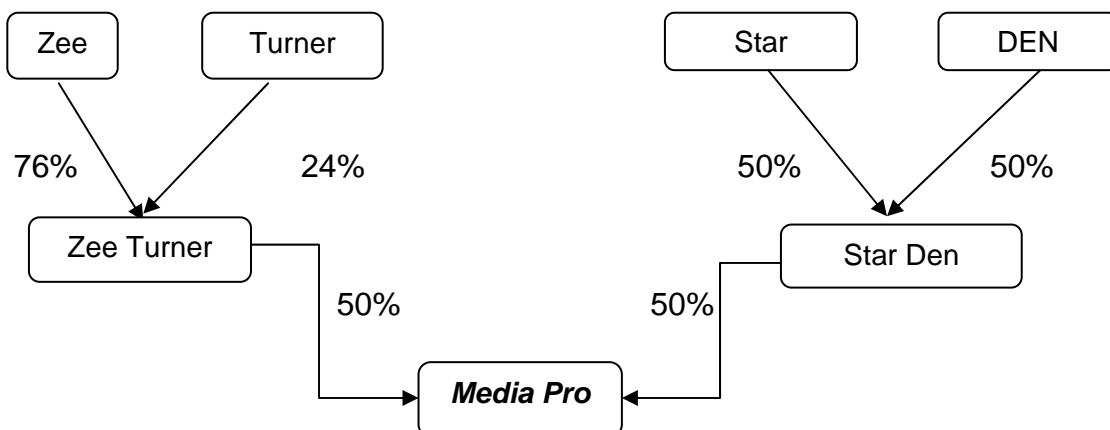 Zee Turner Star DEN
76% 24% 50% 50%
Zee Turner Star Den
50% 50%
Media Pro